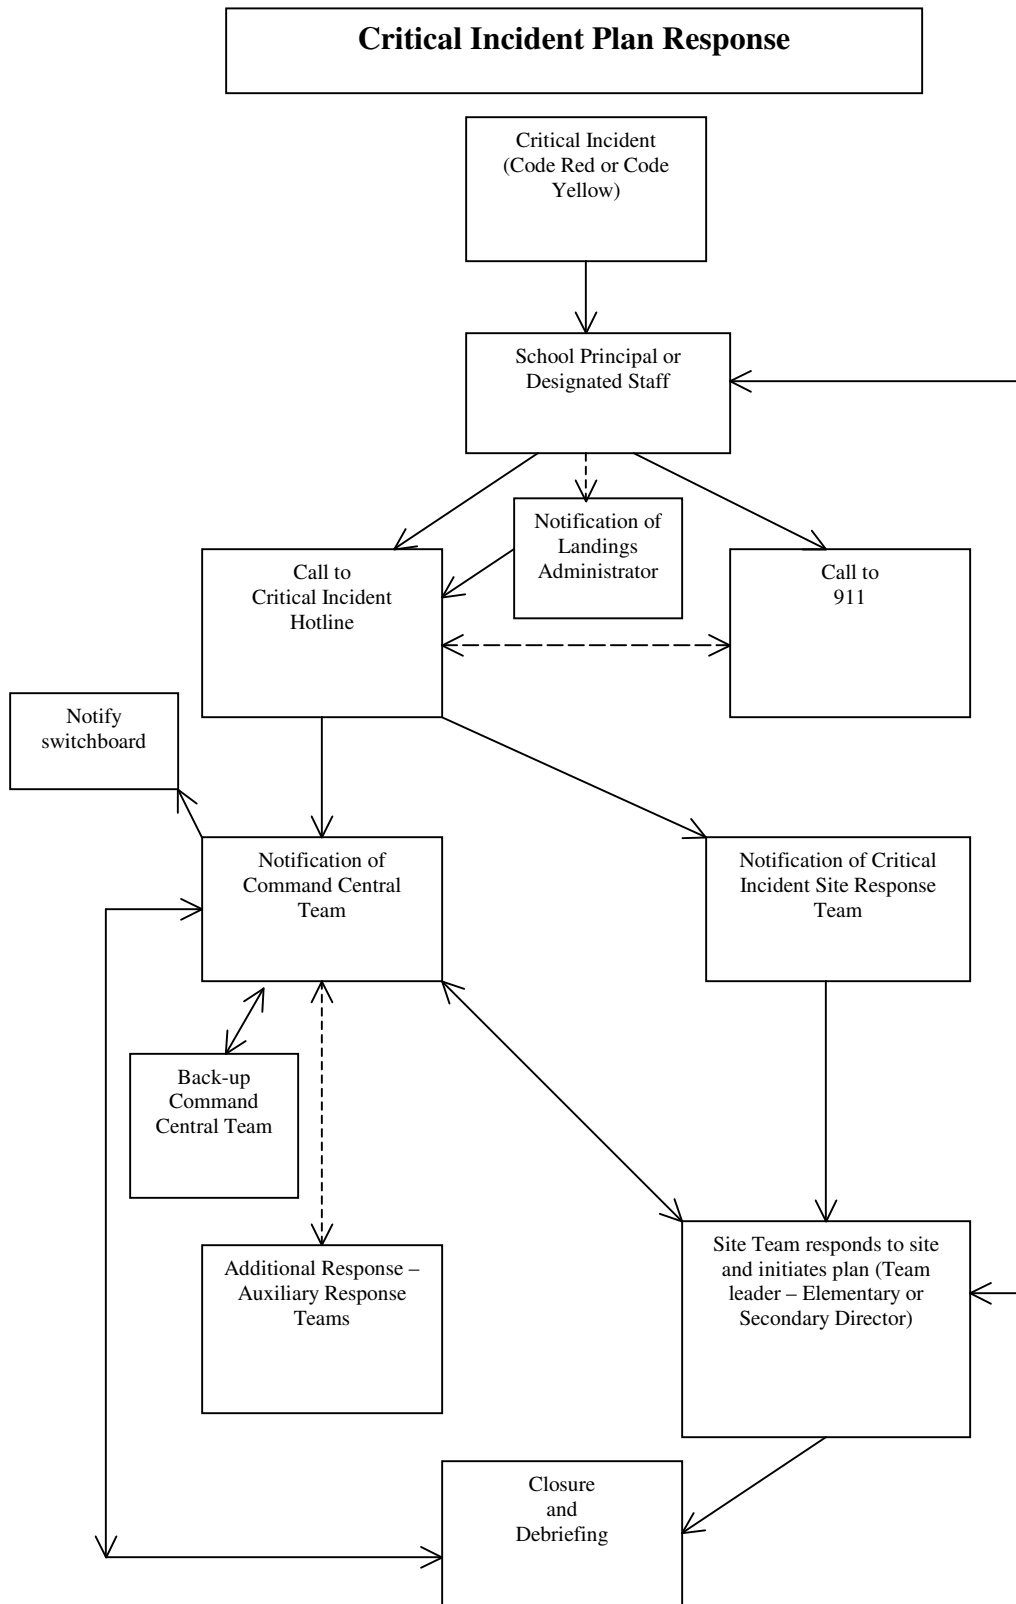 Critical Incident Plan Response
Critical Incident
(Code Red or Code
Yellow)
School Principal or
Designated Staff
Notification of
Landings
Administrator
Call to
Critical Incident
Hotline
Call to
911
Notify
switchboard
Notification of
Command Central
Team
Notification of Critical
Incident Site Response
Team
Back-up
Command
Central Team
Additional Response –
Auxiliary Response
Teams
Site Team responds to site
and initiates plan (Team
leader – Elementary or
Secondary Director)
Closure
and
Debriefing